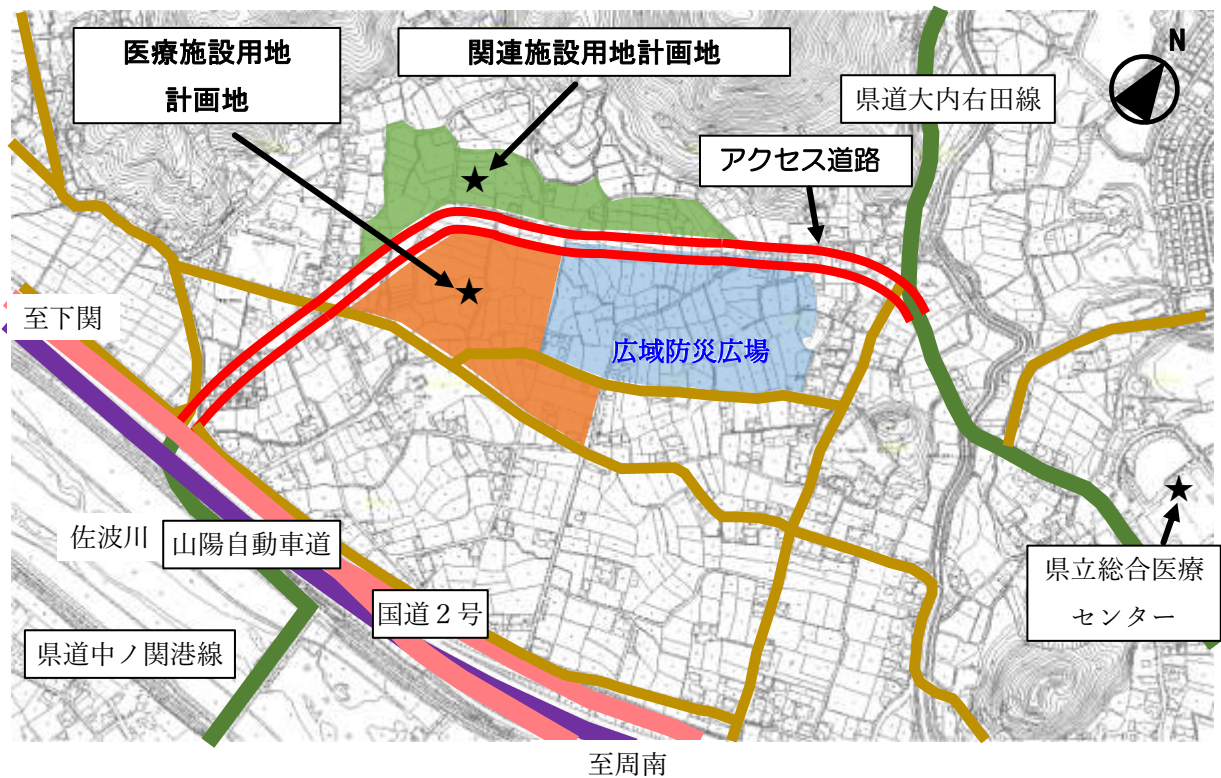 医療施設用地
計画地
関連施設用地計画地
N
県道大内右田線
アクセス道路
至下関
広域防災広場
佐波川
山陽自動車道
国道２号
県道中ノ関港線
県立総合医療
センター
至周南